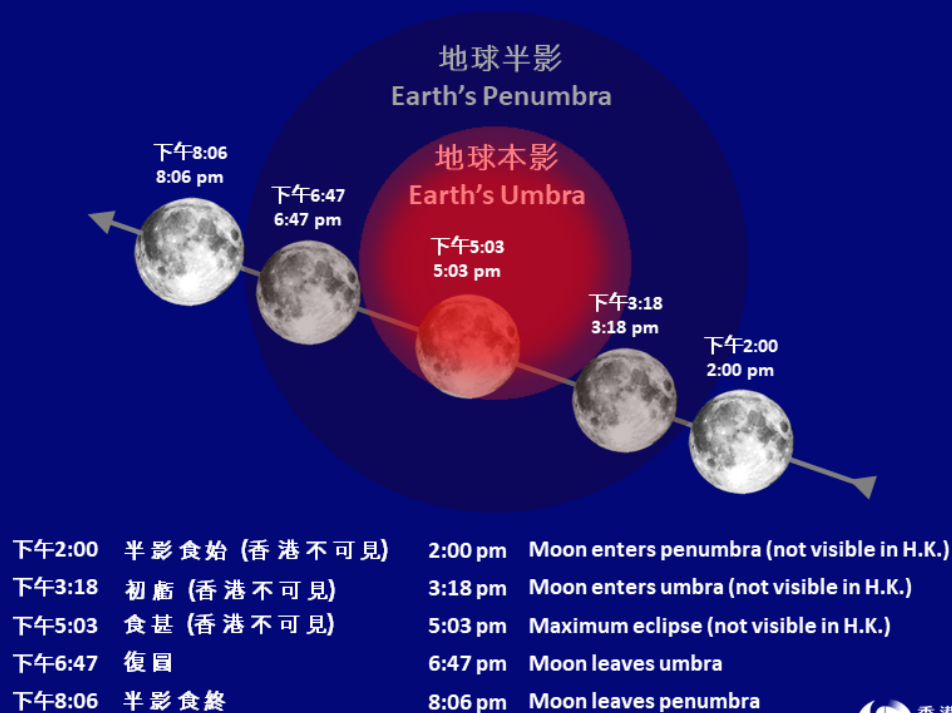 地球半影
Earth's Penumbra
地球本影
Earth's Umbra
下午8:06
8:06 pm
下午6:47
6:47 pm
下午5:03
5:03 pm
下午3:18
3:18 pm
下午2:00
2:00 pm
下午2:00 半影食始 (香港不可見) 2:00 pm Moon enters penumbra (not visible in H.K.)
下午3:18 初虧 (香港不可見) 3:18 pm Moon enters umbra (not visible in H.K.)
下午5:03 食甚 (香港不可見) 5:03 pm Maximum eclipse (not visible in H.K.)
下午6:47 復圓 6:47 pm Moon leaves umbra
下午8:06 半影食終 8:06 pm Moon leaves penumbra
香港